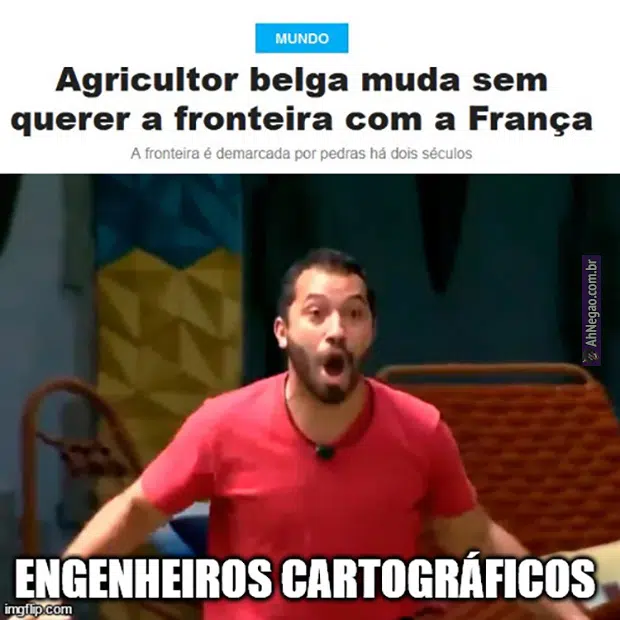 MUNDO
Agricultor belga muda sem
querer a fronteira com a França
A fronteira é demarcada por pedras há dois séculos
AhNegao.com.br
ENGENHEIROS CARTOGRÁFICOS
imgflip.com